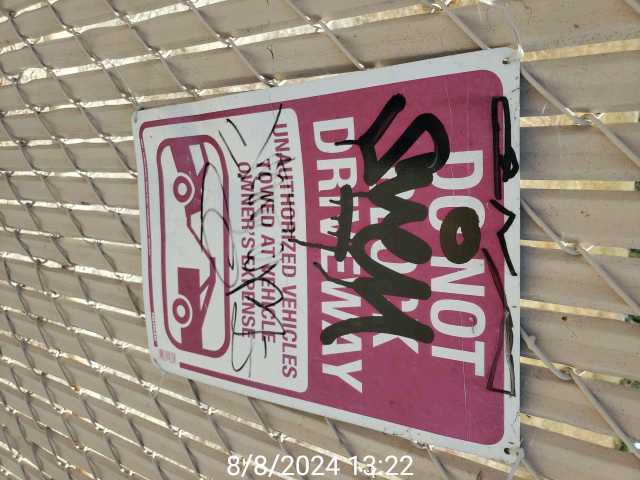 DO NOT
BLOCK
DRIVEWAY
UNAUTHORIZED VEHICLES
TOWED AT VEHICLE
OWNER'S EXPENSE
8/8/2024 13:22